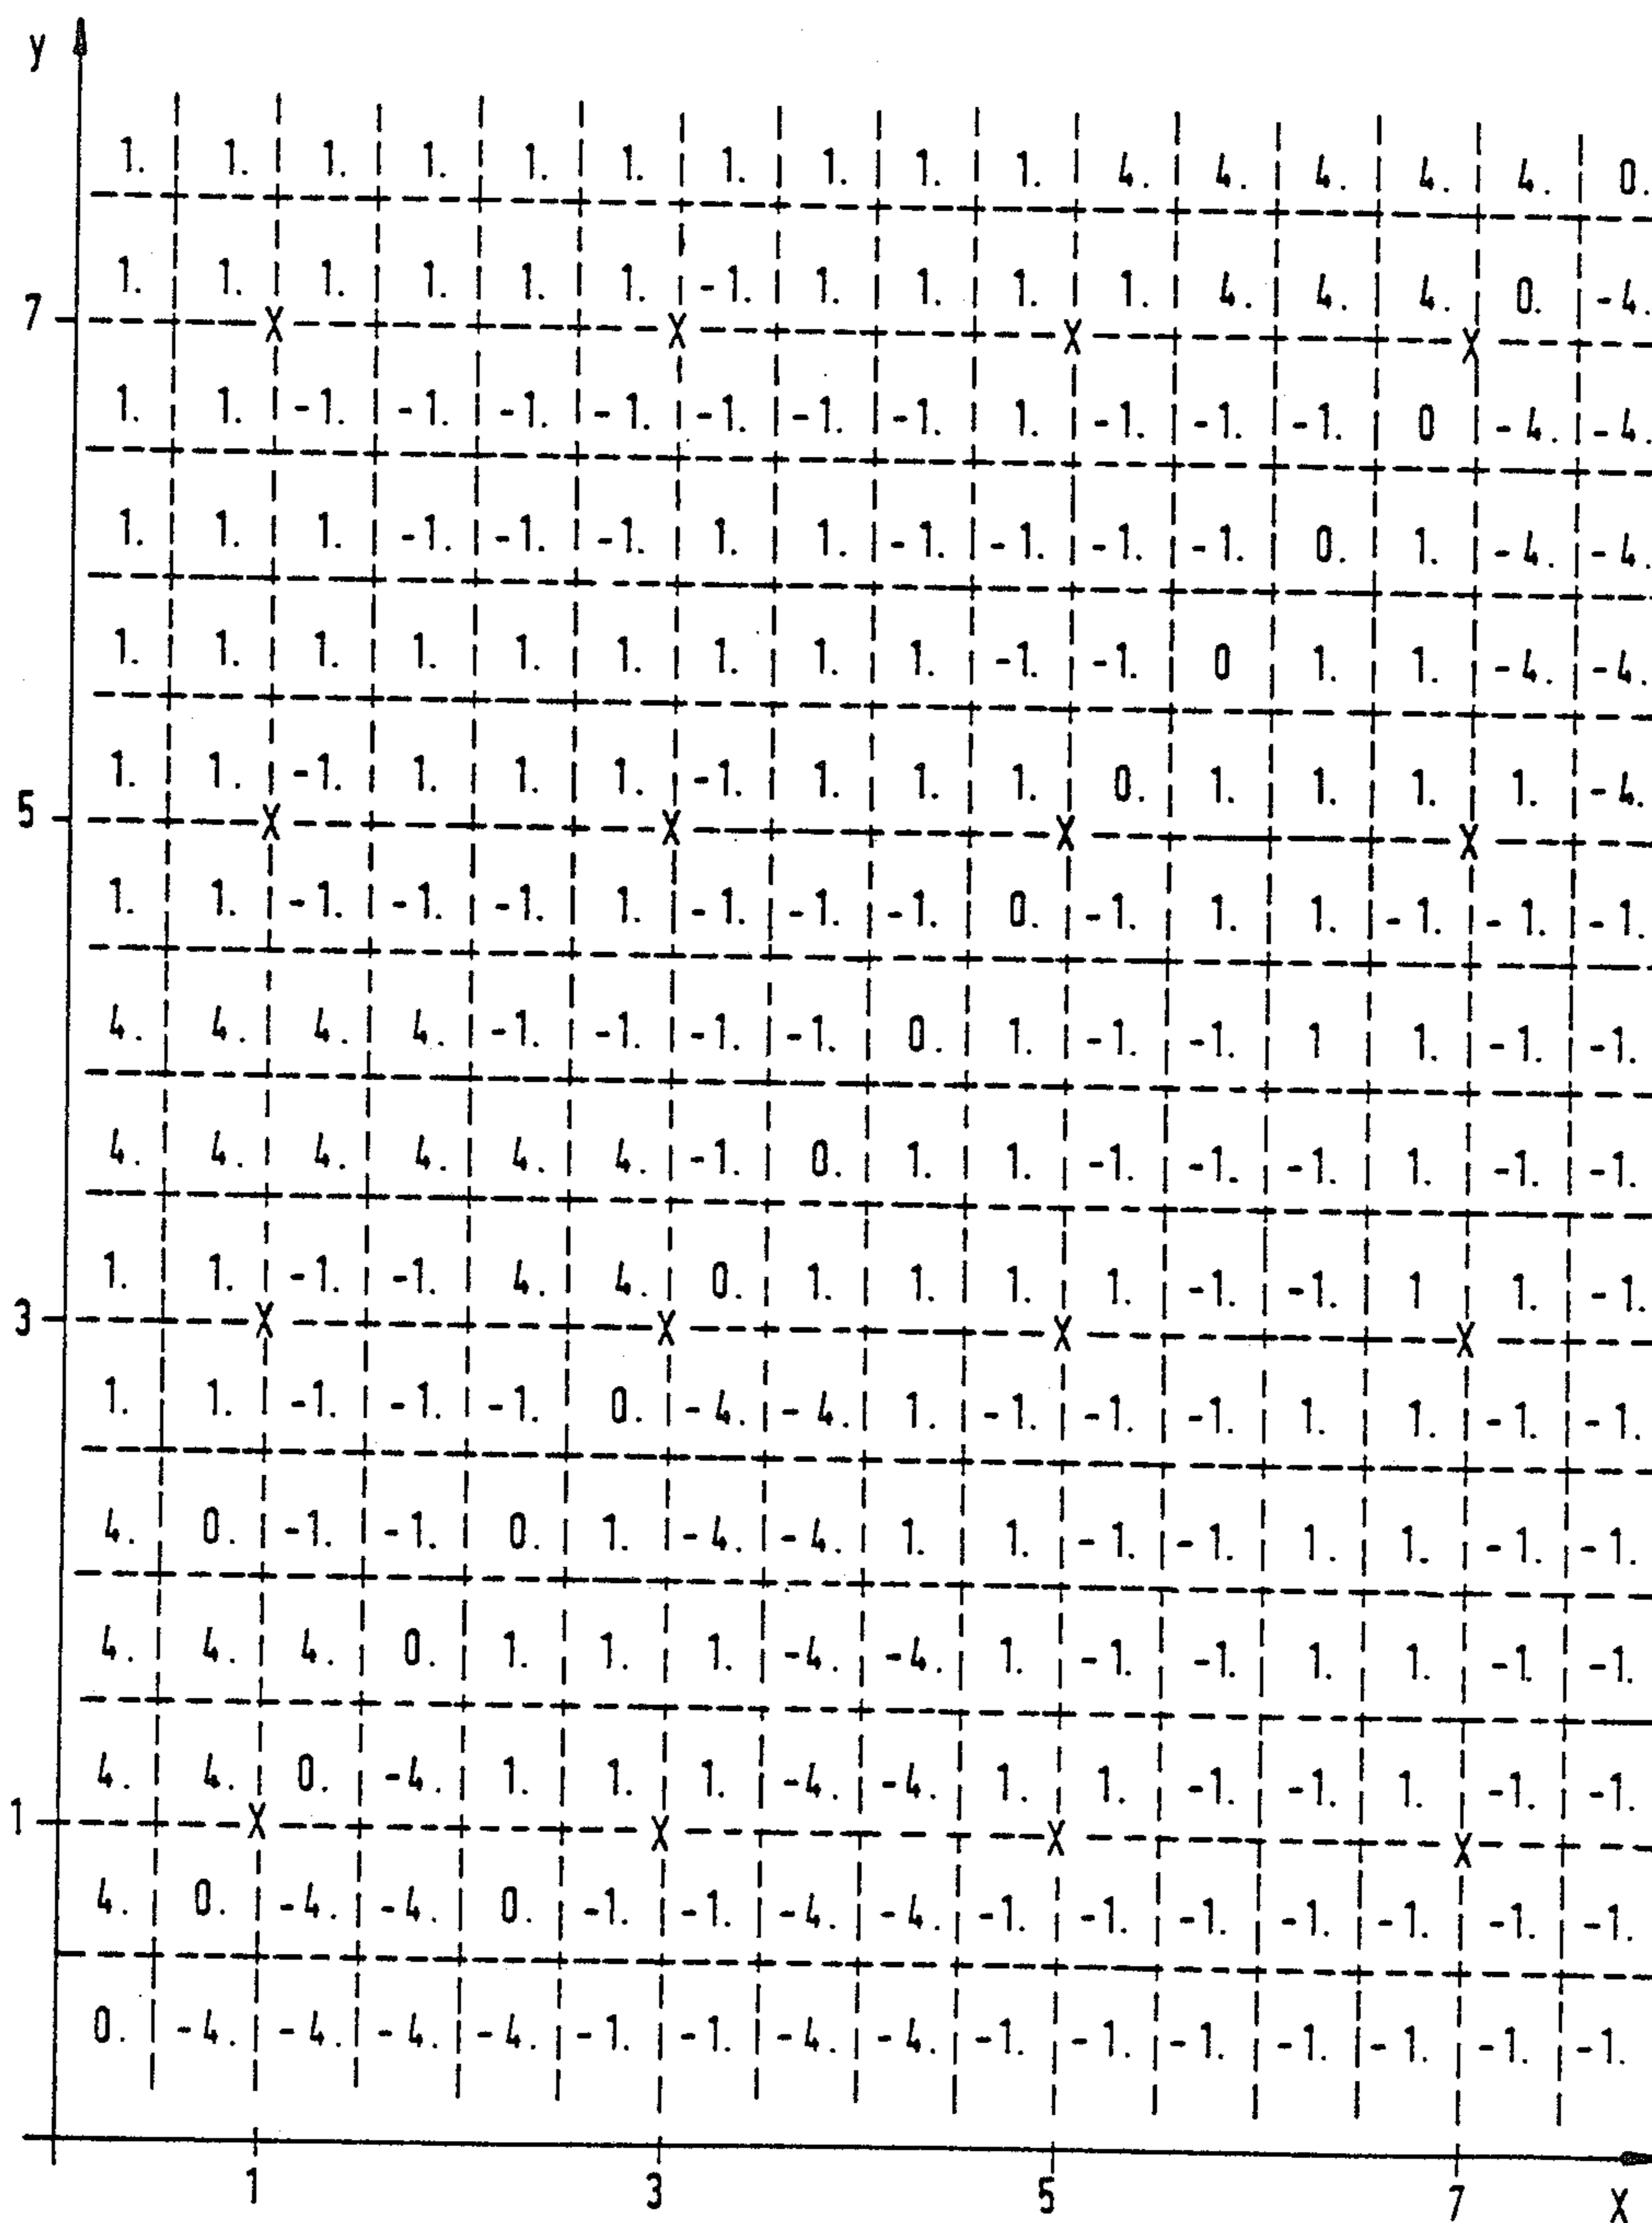 y
1. 1. 1. 1. 1. 1. 1. 1. 1. 1. 4. 4. 4. 4. 4. 0.
1. 1. 1. 1. 1. 1. -1. 1. 1. 1. 1. 4. 4. 4. 0. -4.
7 X X X X
1. 1. -1. -1. -1. -1. -1. -1. -1. 1. -1. -1. -1. 0 -4. -4.
1. 1. 1. -1. -1. -1. 1. 1. -1. -1. -1. -1. 0. 1. -4. -4.
1. 1. 1. 1. 1. 1. 1. 1. 1. -1. -1. 0 1. 1. -4. -4.
1. 1. -1. 1. 1. 1. -1. 1. 1. 1. 0. 1. 1. 1. 1. -4.
5 X X X X
1. 1. -1. -1. -1. 1. -1. -1. -1. 0. -1. 1. 1. -1. -1. -1.
4. 4. 4. 4. -1. -1. -1. -1. 0. 1. -1. -1. 1 1. -1. -1.
4. 4. 4. 4. 4. 4. -1. 0. 1. 1. -1. -1. -1. 1. -1. -1.
1. 1. -1. -1. 4. 4. 0. 1. 1. 1. 1. -1. -1. 1 1. -1.
3 X X X X
1. 1. -1. -1. -1. 0. -4. -4. 1. -1. -1. -1. 1. 1. -1. -1.
4. 0. -1. -1. 0. 1. -4. -4. 1. 1. -1. -1. 1. 1. -1. -1.
4. 4. 4. 0. 1. 1. 1. -4. -4. 1. -1. -1. 1. 1. -1. -1.
4. 4. 0. -4. 1. 1. 1. -4. -4. 1. 1. -1. -1. 1. -1. -1.
1 X X X X
4. 0. -4. -4. 0. -1. -1. -4. -4. -1. -1. -1. -1. -1. -1. -1.
0. -4. -4. -4. -4. -1. -1. -4. -4. -1. -1. -1. -1. -1. -1. -1.
1 3 5 7 X